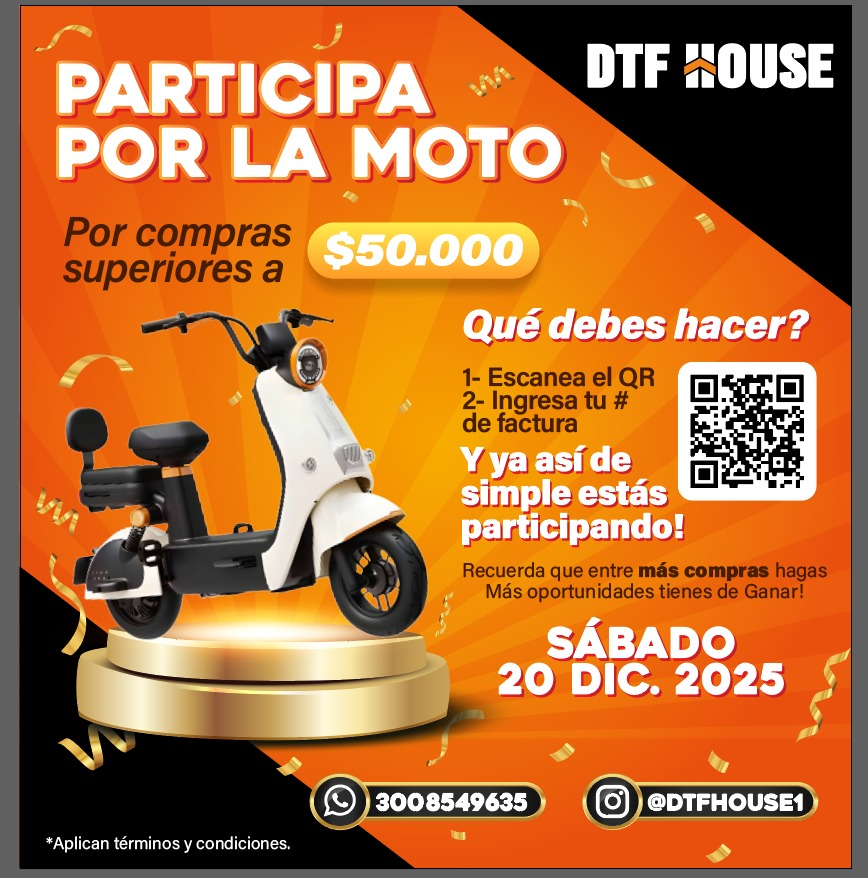 DTF HOUSE
PARTICIPA
POR LA MOTO
Por compras
superiores a
$50.000
Qué debes hacer?
1- Escanea el QR
2- Ingresa tu #
de factura
Y ya así de
simple estás
participando!
Recuerda que entre más compras hagas
Más oportunidades tienes de Ganar!
SÁBADO
20 DIC. 2025
3008549635
@DTFHOUSE1
*Aplican términos y condiciones.